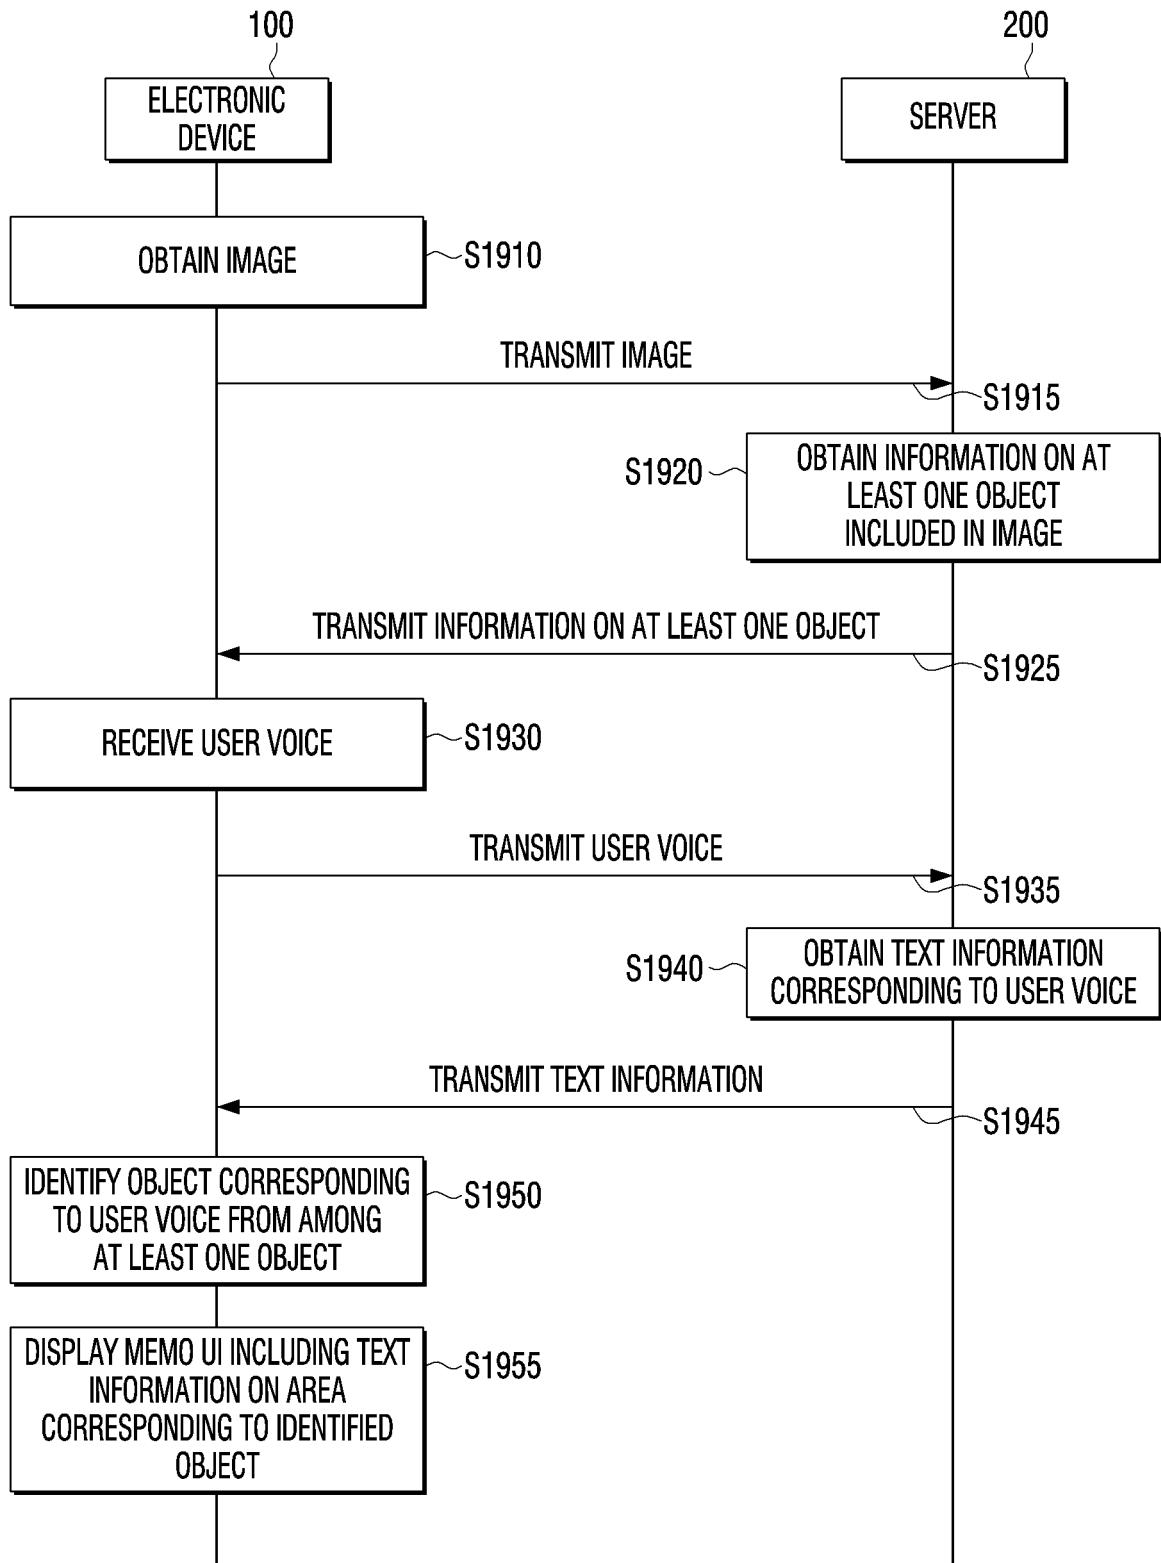 100
200
ELECTRONIC
DEVICE
SERVER
OBTAIN IMAGE
S1910
TRANSMIT IMAGE
S1915
S1920
OBTAIN INFORMATION ON AT
LEAST ONE OBJECT
INCLUDED IN IMAGE
TRANSMIT INFORMATION ON AT LEAST ONE OBJECT
S1925
RECEIVE USER VOICE
S1930
TRANSMIT USER VOICE
S1935
S1940
OBTAIN TEXT INFORMATION
CORRESPONDING TO USER VOICE
TRANSMIT TEXT INFORMATION
S1945
IDENTIFY OBJECT CORRESPONDING
TO USER VOICE FROM AMONG
AT LEAST ONE OBJECT
S1950
DISPLAY MEMO UI INCLUDING TEXT
INFORMATION ON AREA
CORRESPONDING TO IDENTIFIED
OBJECT
S1955